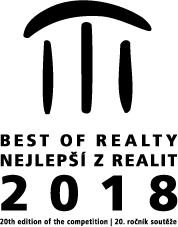 BEST OF REALTY
NEJLEPŠÍ Z REALIT
2018
20th edition of the competition | 20. ročník soutěže